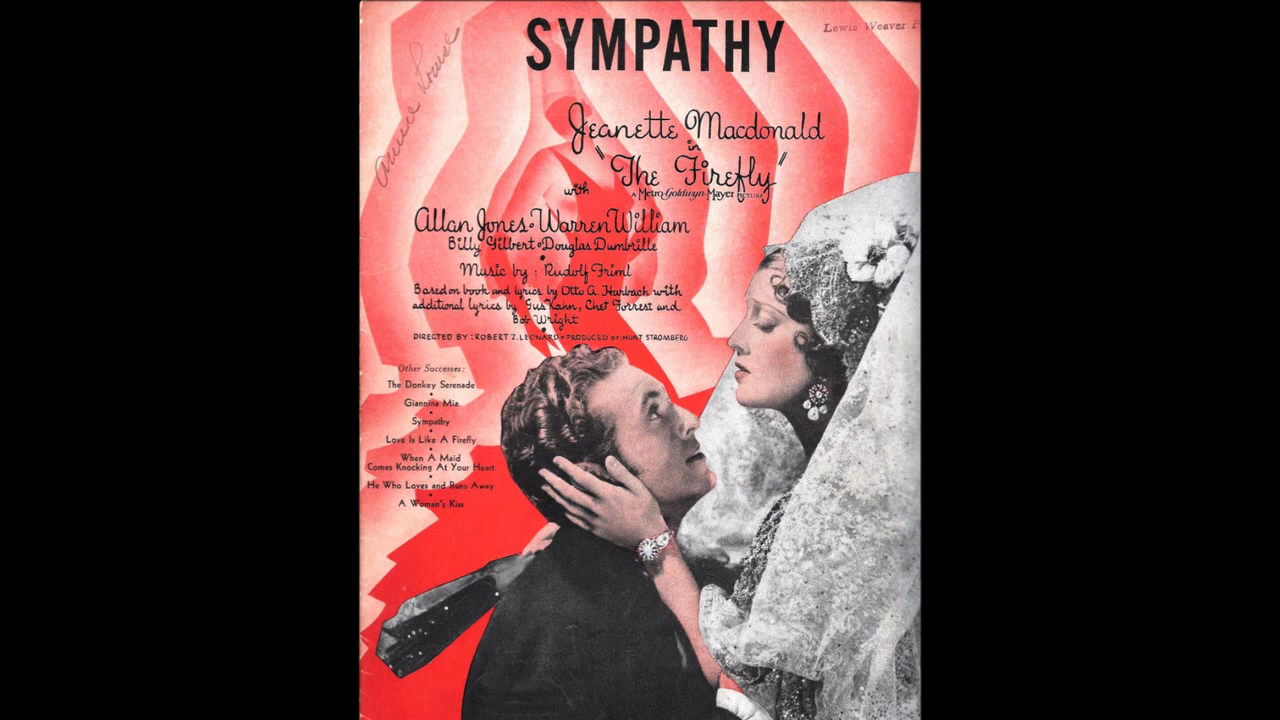 SYMPATHY
Lewis Weaver
Annie Louise
Jeanette Macdonald
in
"The Firefly"
A Metro-Goldwyn-Mayer PICTURE
with
Allan Jones • Warren William
Billy Gilbert • Douglas Dumbrille
Music by : Rudolf Friml
Based on book and lyrics by Otto A. Harbach with
additional lyrics by Gus Kahn, Chet Forrest and
Bob Wright
DIRECTED BY : ROBERT Z. LEONARD • PRODUCED BY: HUNT STROMBERG
Other Successes:
The Donkey Serenade
Giannina Mia
Sympathy
Love Is Like A Firefly
When A Maid
Comes Knocking At Your Heart
He Who Loves and Runs Away
A Woman's Kiss